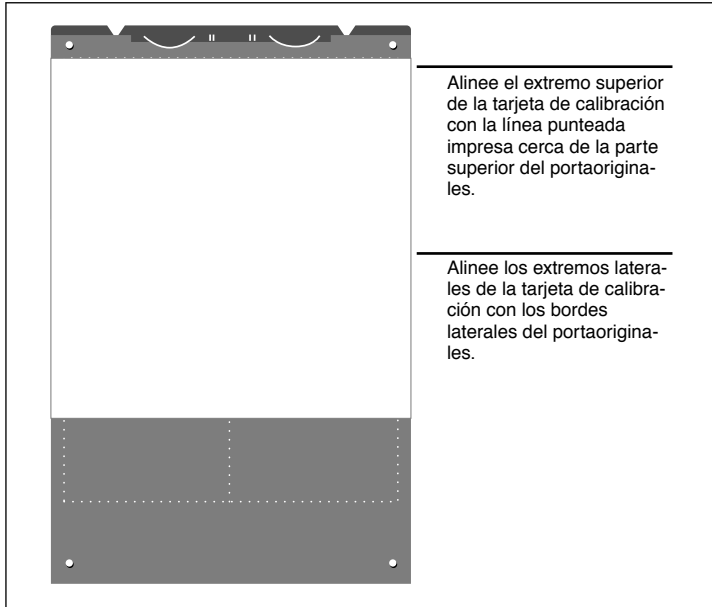 Alinee el extremo superior
de la tarjeta de calibración
con la línea punteada
impresa cerca de la parte
superior del portaorigina-
les.
Alinee los extremos latera-
les de la tarjeta de calibra-
ción con los bordes
laterales del portaorigina-
les.